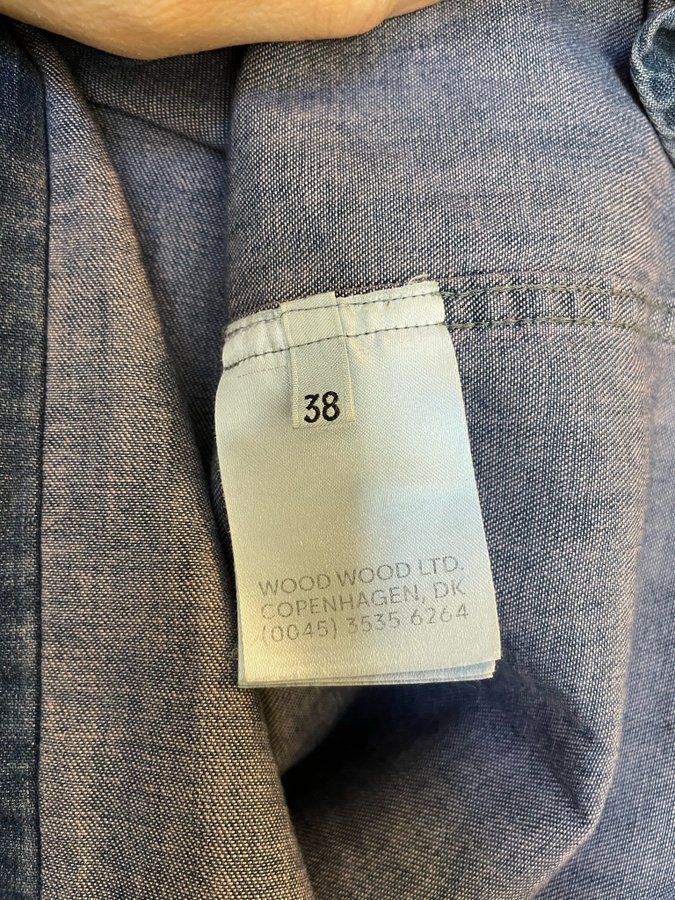 38
WOOD WOOD LTD.
COPENHAGEN, DK
(0045) 3535 6264